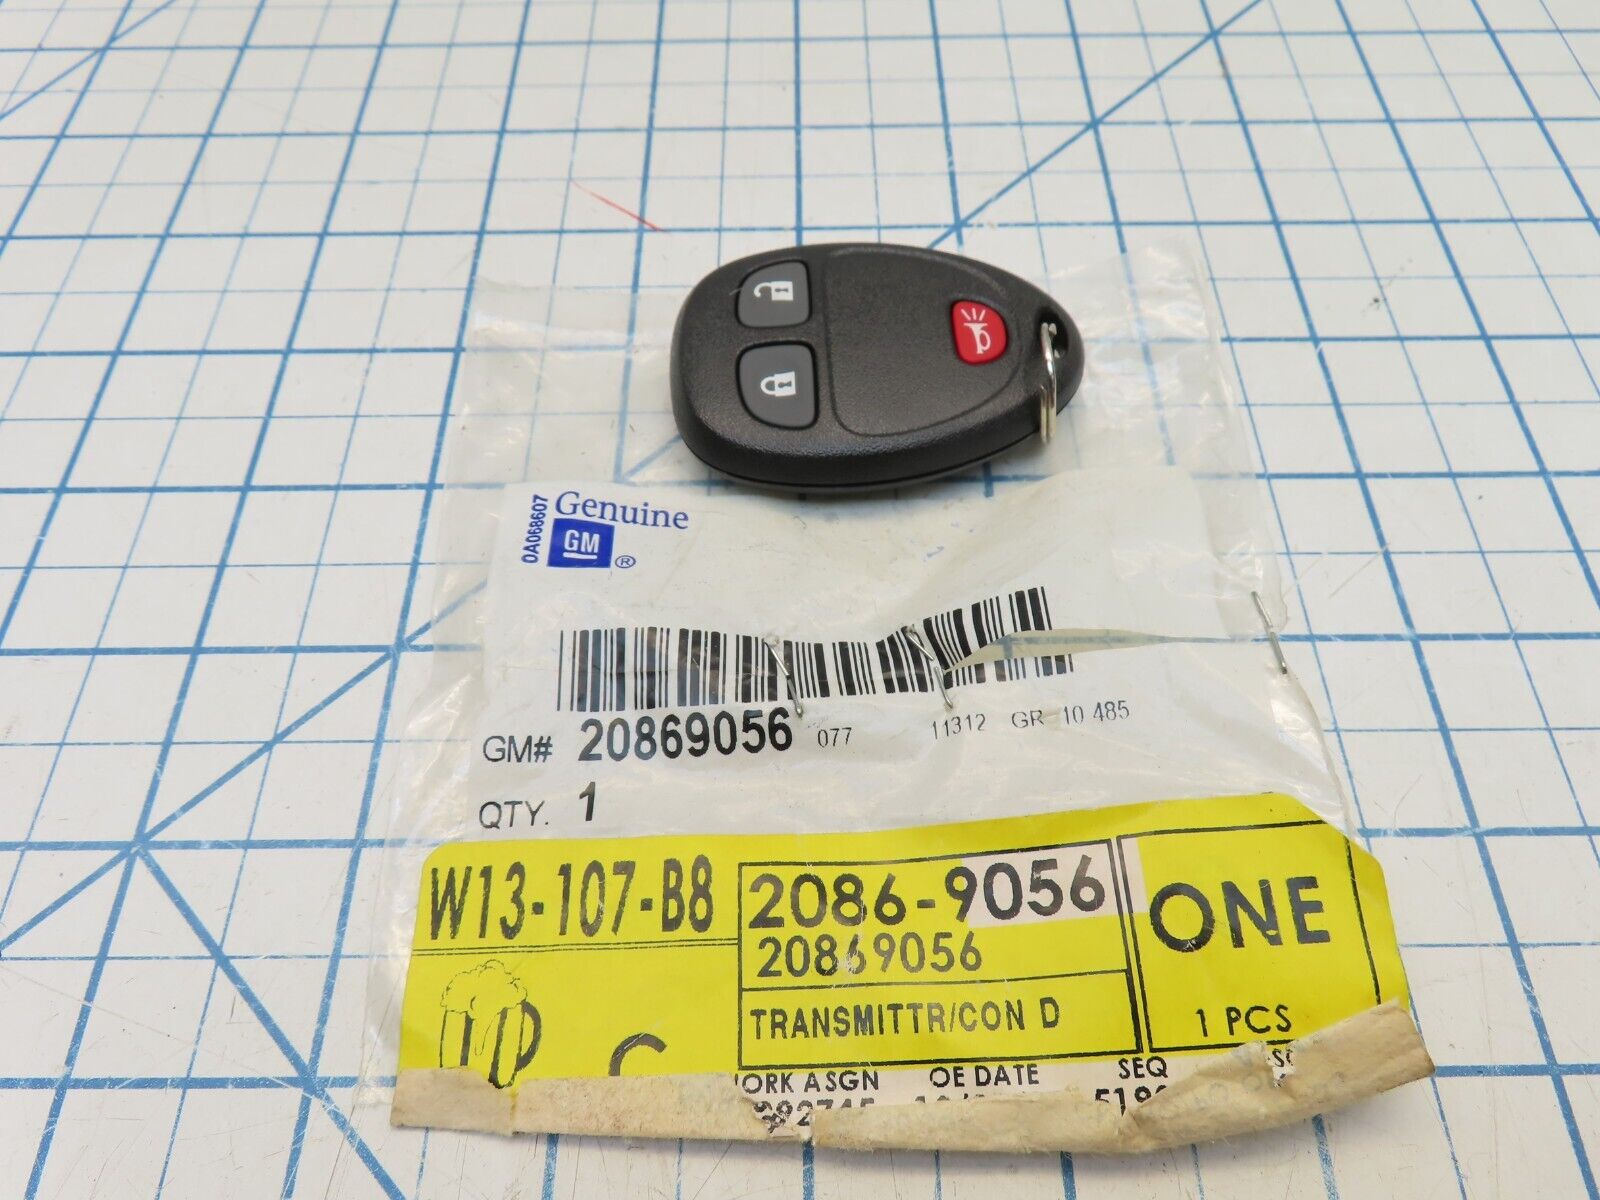 0A068607
Genuine
GM ®
GM# 20869056 077 11312 GR 10 485
QTY. 1
W13-107-B8
2086-9056
20869056
TRANSMITTR/CON D
ONE
1 PCS
ORK ASGN OE DATE SEQ